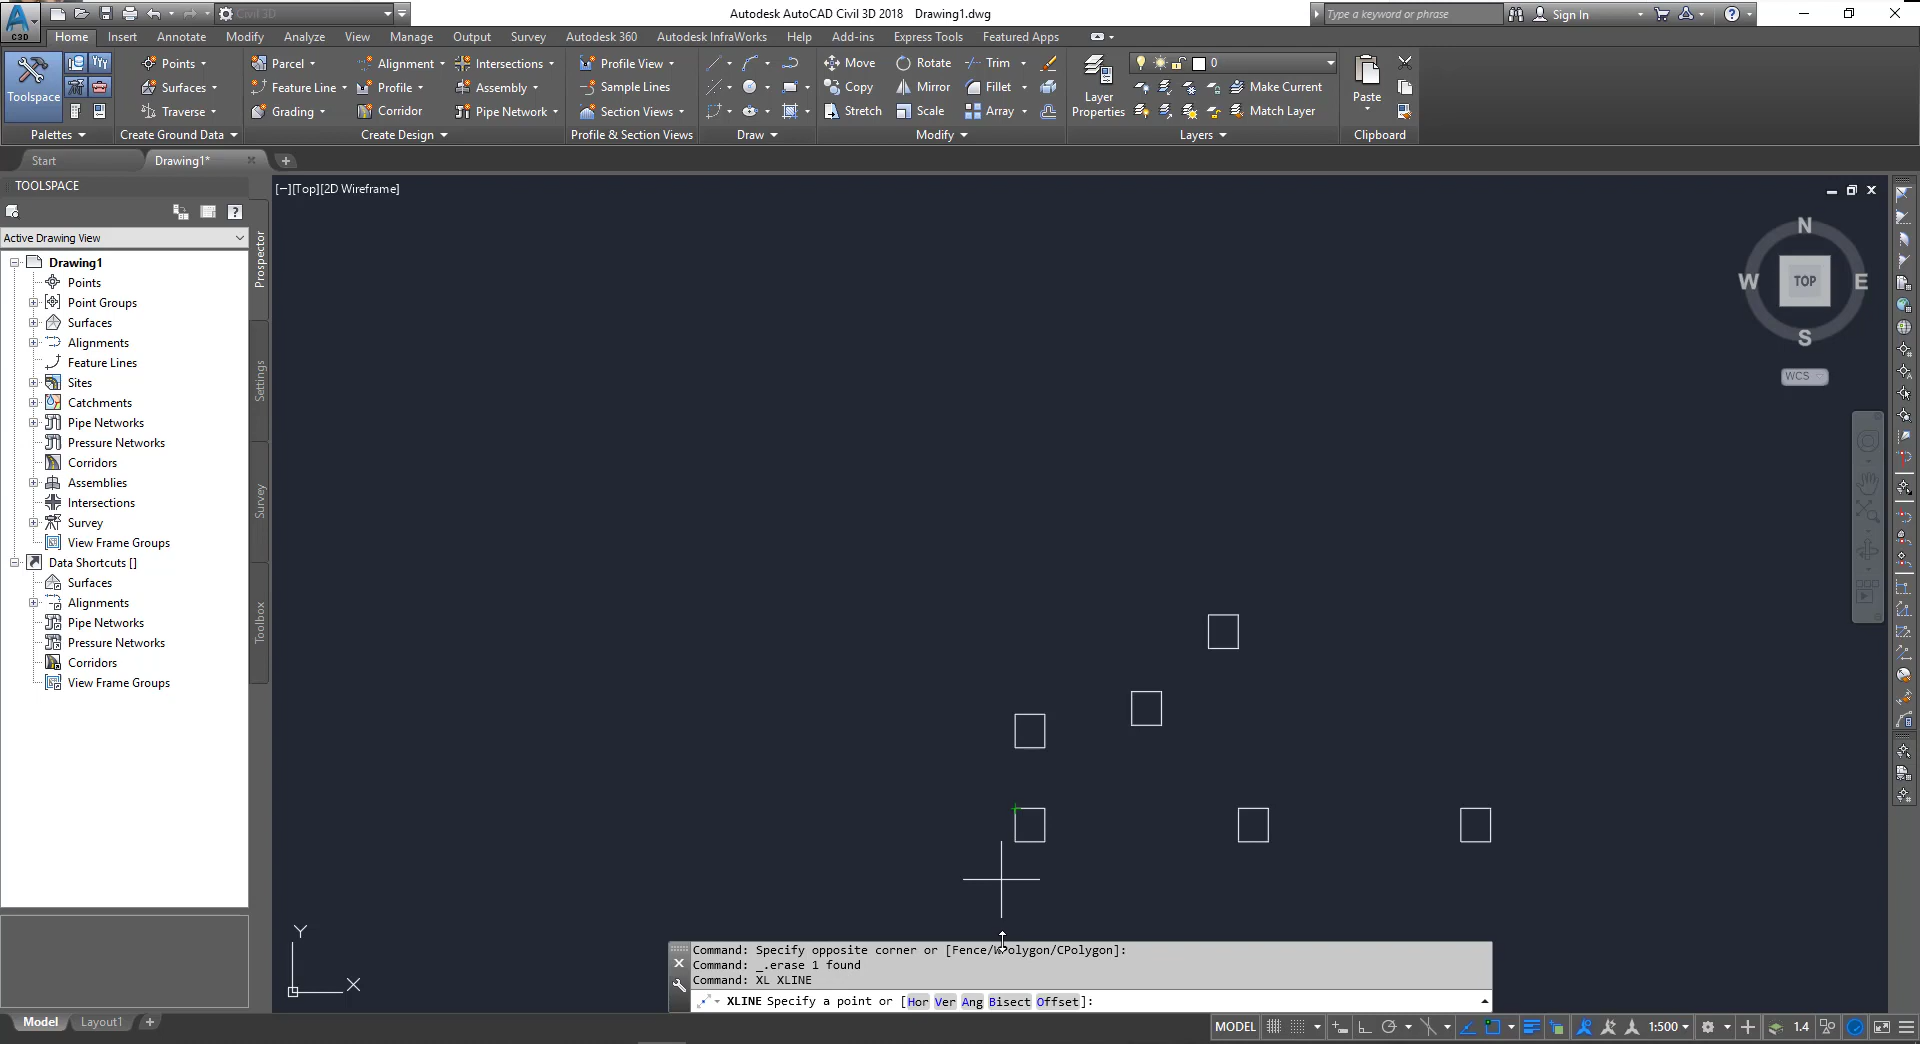 C3D
Civil 3D
Autodesk AutoCAD Civil 3D 2018 Drawing1.dwg
Type a keyword or phrase
Sign In
Home Insert Annotate Modify Analyze View Manage Output Survey Autodesk 360 Autodesk InfraWorks Help Add-ins Express Tools Featured Apps
Toolspace
Points
Surfaces
Traverse
Parcel
Feature Line
Grading
Alignment
Profile
Corridor
Intersections
Assembly
Pipe Network
Profile View
Sample Lines
Section Views
Move
Copy
Stretch
Rotate
Mirror
Scale
Trim
Fillet
Array
Layer
Properties
0
Make Current
Match Layer
Paste
Palettes Create Ground Data Create Design Profile & Section Views Draw Modify Layers Clipboard
Start Drawing1*
TOOLSPACE
Active Drawing View
Drawing1
Points
Point Groups
Surfaces
Alignments
Feature Lines
Sites
Catchments
Pipe Networks
Pressure Networks
Corridors
Assemblies
Intersections
Survey
View Frame Groups
Data Shortcuts []
Surfaces
Alignments
Pipe Networks
Pressure Networks
Corridors
View Frame Groups
Prospector
Settings
Survey
Toolbox
[−][Top][2D Wireframe]
N
W TOP E
S
WCS
Y
X
Command: Specify opposite corner or [Fence/WPolygon/CPolygon]:
Command: _.erase 1 found
Command: XL XLINE
XLINE Specify a point or [Hor Ver Ang Bisect Offset]:
Model Layout1
MODEL 1:500 1.4